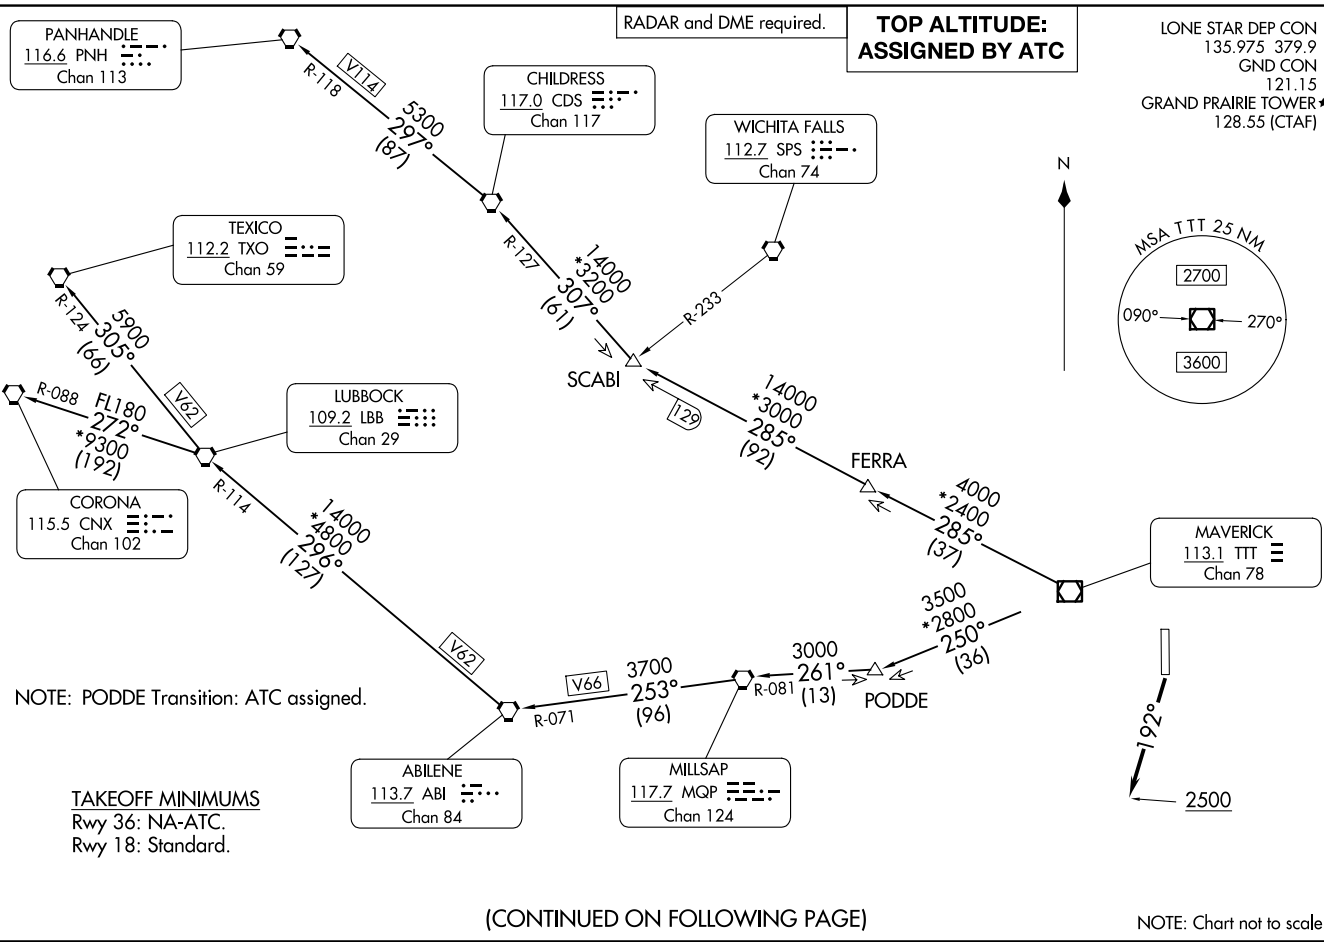 RADAR and DME required.
TOP ALTITUDE:
ASSIGNED BY ATC
LONE STAR DEP CON
135.975 379.9
GND CON
121.15
GRAND PRAIRIE TOWER★
128.55 (CTAF)
PANHANDLE
116.6 PNH
Chan 113
R-118
V114
5300
297°
(87)
CHILDRESS
117.0 CDS
Chan 117
WICHITA FALLS
112.7 SPS
Chan 74
N
MSA TTT 25 NM
2700
090°
270°
3600
TEXICO
112.2 TXO
Chan 59
R-127
14000
*3200
307°
(61)
R-233
SCABI
129
R-124
5900
305°
(66)
V62
R-088
FL180
272°
*9300
(192)
LUBBOCK
109.2 LBB
Chan 29
14000
*3000
285°
(92)
FERRA
4000
*2400
285°
(37)
CORONA
115.5 CNX
Chan 102
R-114
14000
*4800
296°
(127)
V62
MAVERICK
113.1 TTT
Chan 78
3500
*2800
250°
(36)
3000
261°
(13)
R-081
PODDE
V66
3700
253°
(96)
R-071
NOTE: PODDE Transition: ATC assigned.
192°
2500
ABILENE
113.7 ABI
Chan 84
MILLSAP
117.7 MQP
Chan 124
TAKEOFF MINIMUMS
Rwy 36: NA-ATC.
Rwy 18: Standard.
(CONTINUED ON FOLLOWING PAGE)
NOTE: Chart not to scale